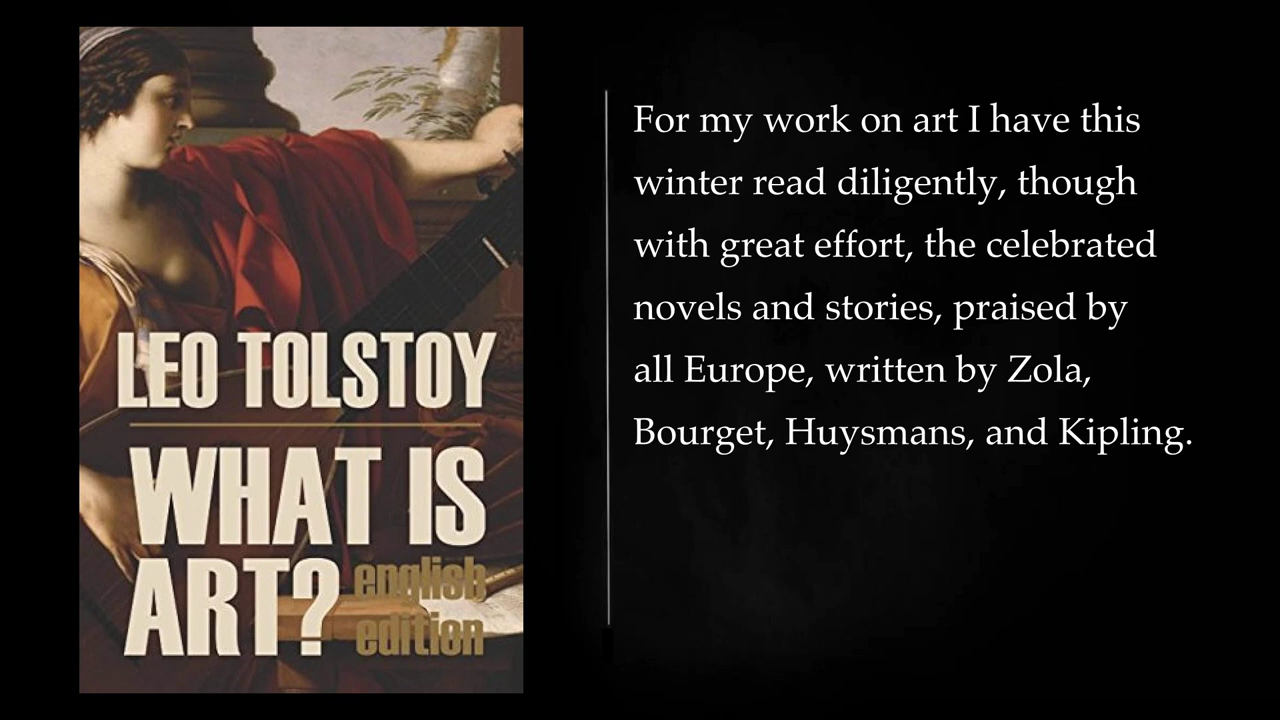 LEO TOLSTOY
WHAT IS
ART?
english
edition
For my work on art I have this
winter read diligently, though
with great effort, the celebrated
novels and stories, praised by
all Europe, written by Zola,
Bourget, Huysmans, and Kipling.